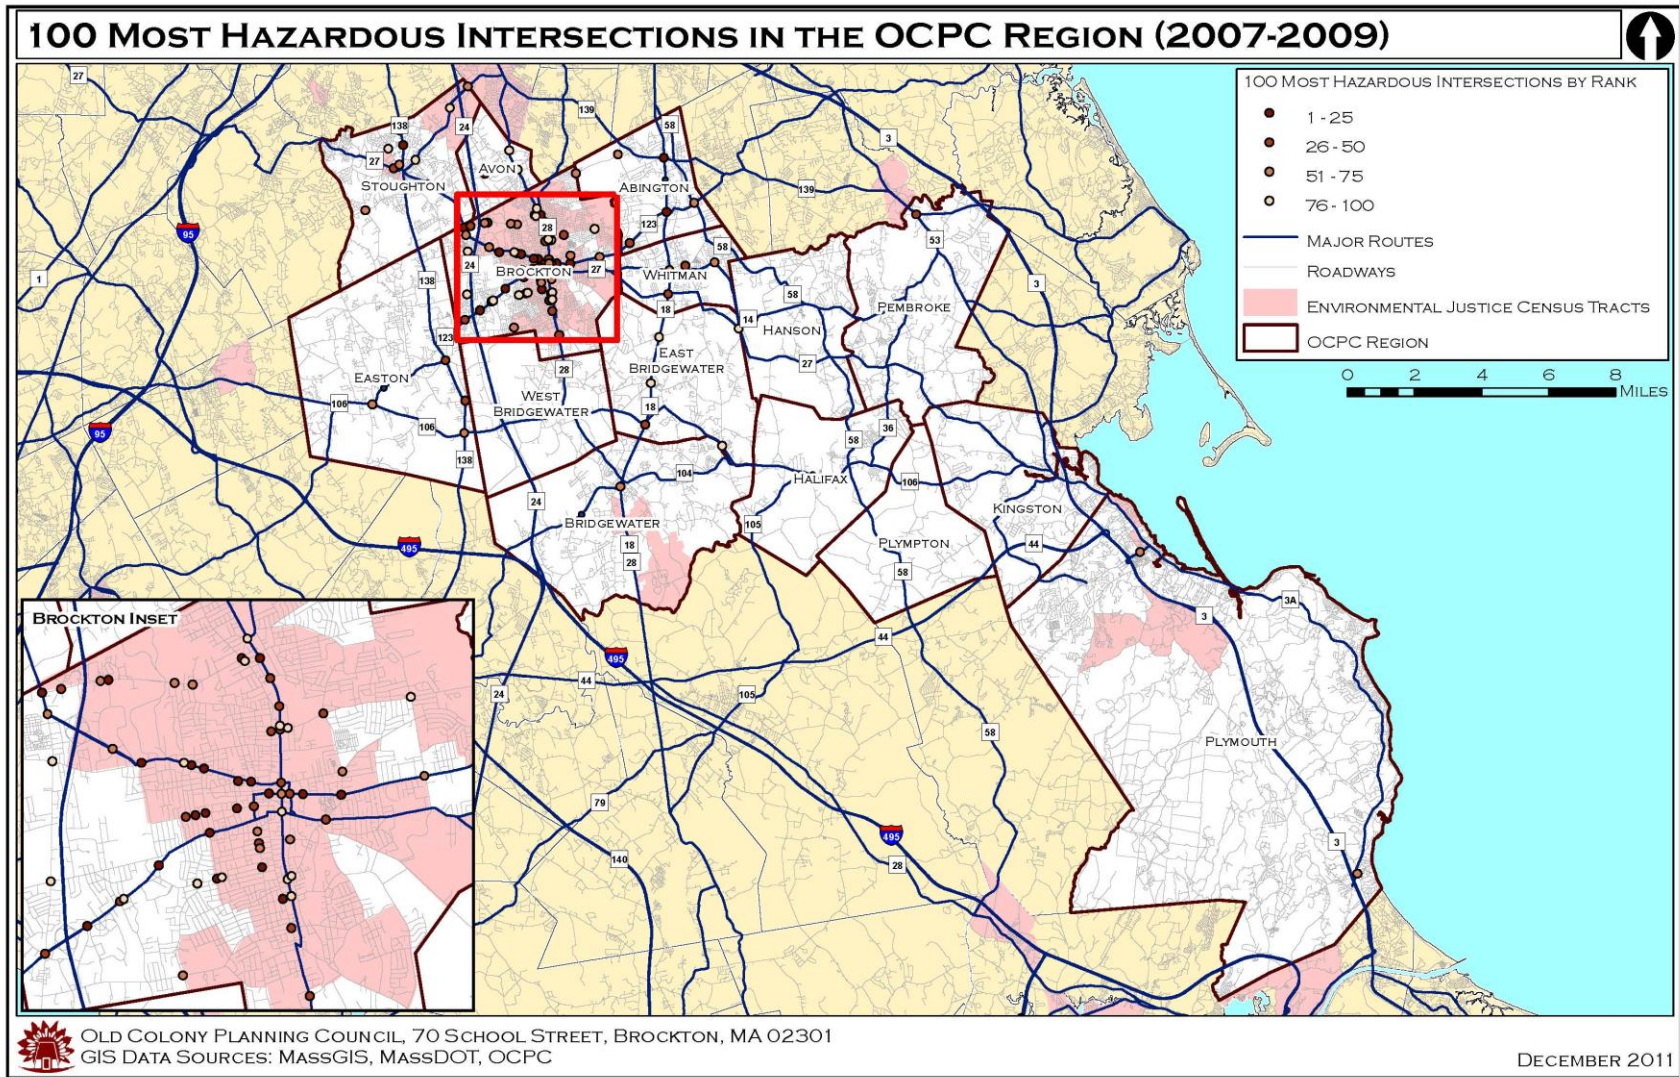 100 Most Hazardous Intersections in the OCPC Region (2007-2009)
100 Most Hazardous Intersections by Rank
1 - 25
26 - 50
51 - 75
76 - 100
Major Routes
Roadways
Environmental Justice Census Tracts
OCPC Region
0 2 4 6 8
Miles
27
139
58
3
138
24
27
Avon
Stoughton
Abington
139
95
123
28
53
58
1
24
Brockton
27
Whitman
138
3
58
18
Pembroke
14
Hanson
123
East
Bridgewater
27
28
Easton
West
Bridgewater
106
18
106
95
36
58
138
104
Halifax
106
24
Kingston
Bridgewater
105
495
18
28
Plympton
44
58
3A
3
Brockton Inset
44
495
44
24
105
58
Plymouth
79
495
3
140
28
Old Colony Planning Council, 70 School Street, Brockton, MA 02301
GIS Data Sources: MassGIS, MassDOT, OCPC
December 2011